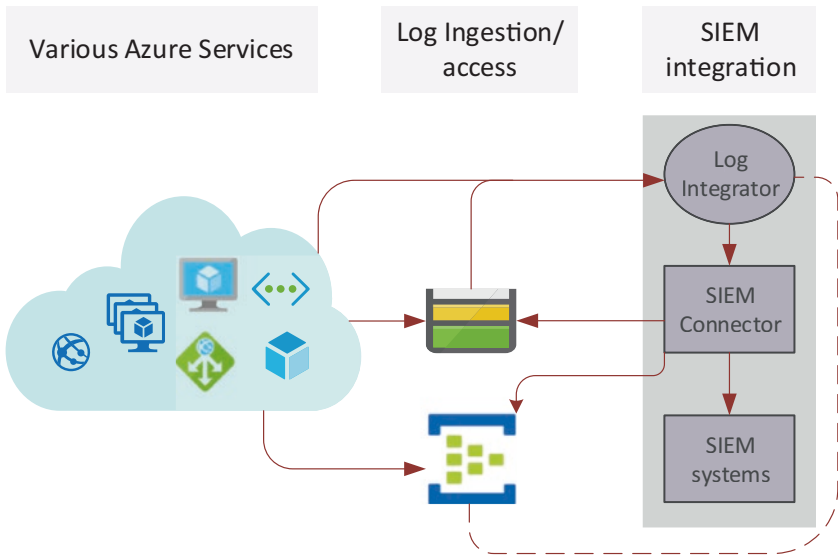 Various Azure Services
Log Ingestion/
access
SIEM
integration
Log
Integrator
SIEM
Connector
SIEM
systems